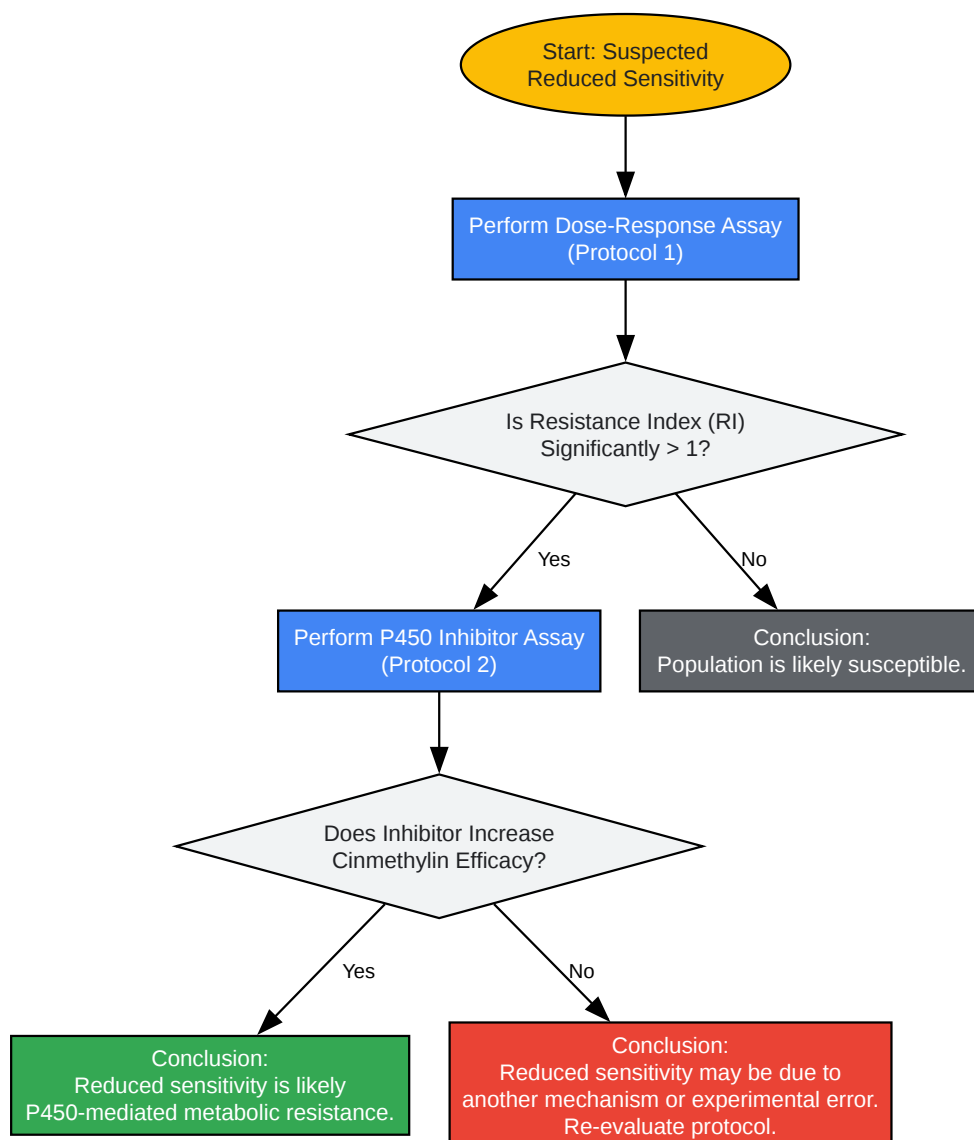 Start: Suspected
Reduced Sensitivity
Perform Dose-Response Assay
(Protocol 1)
Is Resistance Index (RI)
Significantly > 1?
Yes
No
Perform P450 Inhibitor Assay
(Protocol 2)
Conclusion:
Population is likely susceptible.
Does Inhibitor Increase
Cinmethylin Efficacy?
Yes
No
Conclusion:
Reduced sensitivity is likely
P450-mediated metabolic resistance.
Conclusion:
Reduced sensitivity may be due to
another mechanism or experimental error.
Re-evaluate protocol.